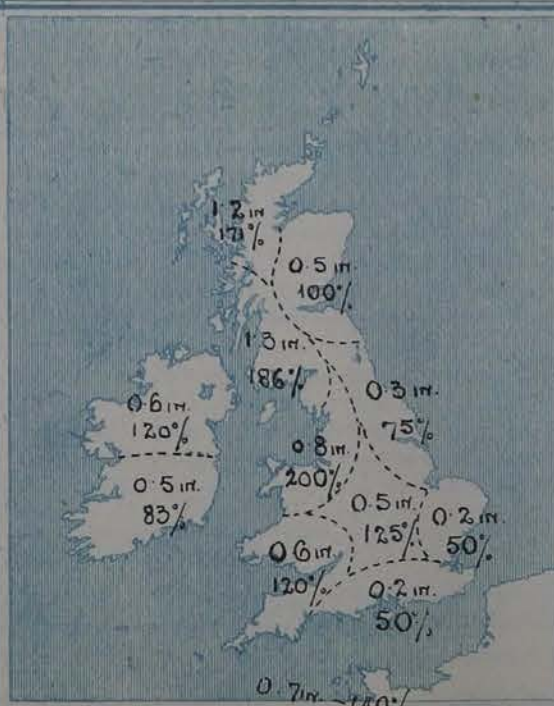 1.2 in
171%
0.5 in.
100%
1.3 in.
186%
0.6 in.
120%
0.3 in.
75%
0.8 in.
200%
0.5 in.
83%
0.5 in.
125%
0.2 in.
50%
0.6 in
120%
0.2 in.
50%
0.7 in. 140%